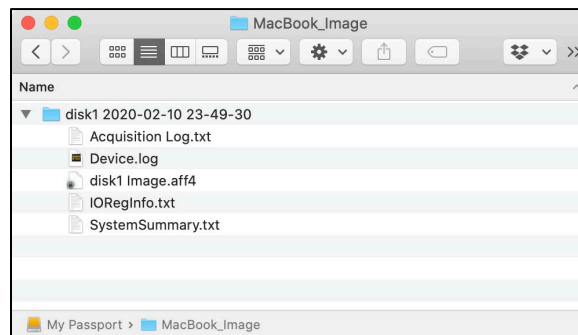 MacBook_Image
Name
disk1 2020-02-10 23-49-30
Acquisition Log.txt
Device.log
disk1 Image.aff4
IORegInfo.txt
SystemSummary.txt
My Passport › MacBook_Image